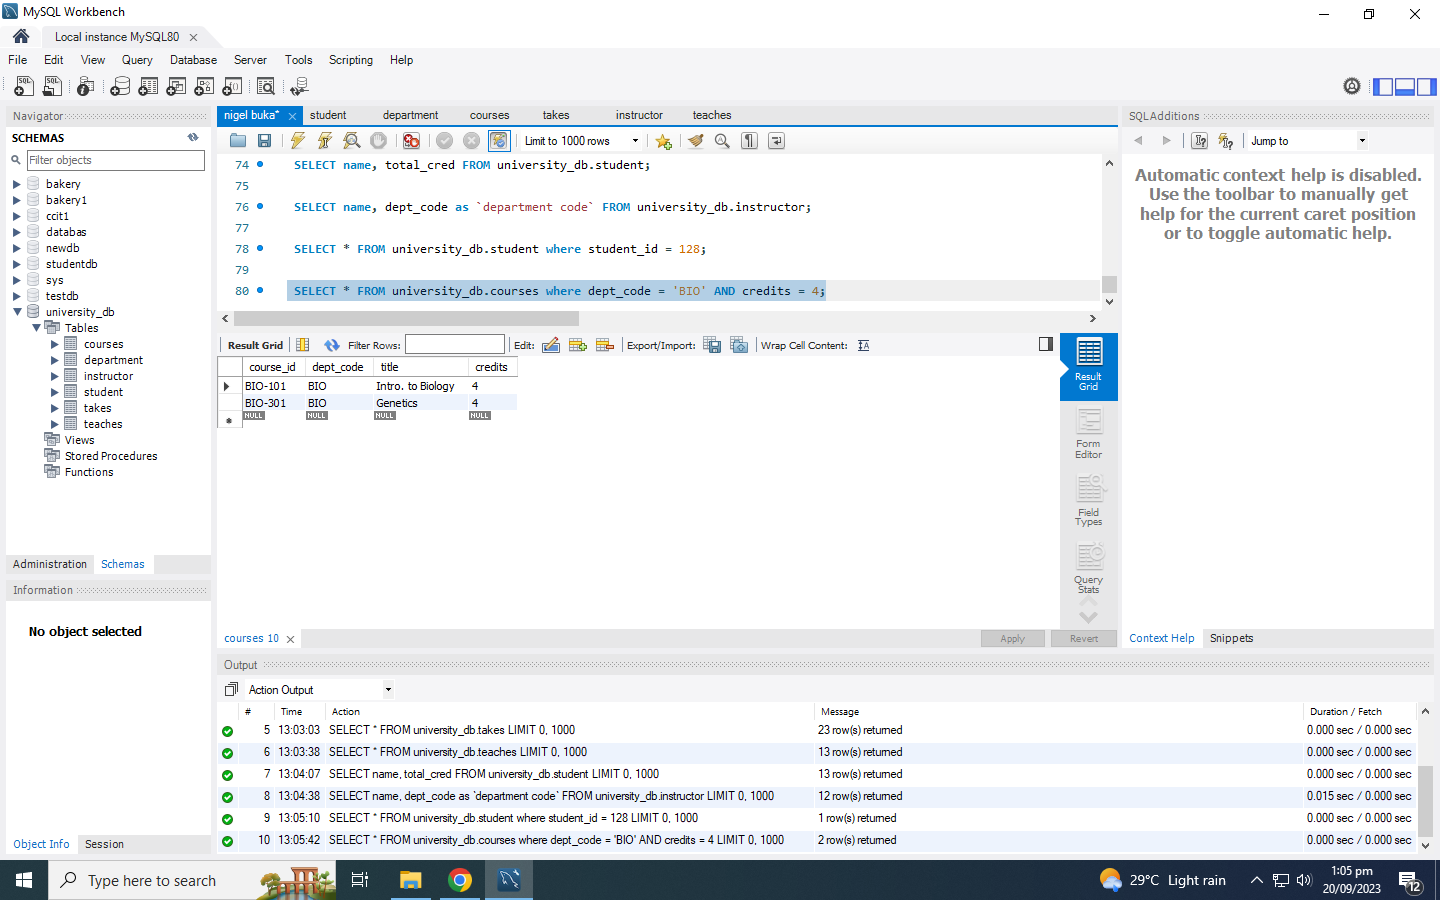 MySQL Workbench
Local instance MySQL80
File Edit View Query Database Server Tools Scripting Help
Navigator
SCHEMAS
Filter objects
bakery
bakery1
ccit1
databas
newdb
studentdb
sys
testdb
university_db
Tables
courses
department
instructor
student
takes
teaches
Views
Stored Procedures
Functions
Administration Schemas
Information
No object selected
Object Info Session
nigel buka* student department courses takes instructor teaches
Limit to 1000 rows
74 SELECT name, total_cred FROM university_db.student;
75
76 SELECT name, dept_code as `department code` FROM university_db.instructor;
77
78 SELECT * FROM university_db.student where student_id = 128;
79
80 SELECT * FROM university_db.courses where dept_code = 'BIO' AND credits = 4;
Result Grid Filter Rows: Edit: Export/Import: Wrap Cell Content:
course_id dept_code title credits
BIO-101 BIO Intro. to Biology 4
BIO-301 BIO Genetics 4
NULL NULL NULL NULL
Result Grid
Form Editor
Field Types
Query Stats
courses 10
Apply Revert
SQLAdditions
Jump to
Automatic context help is disabled.
Use the toolbar to manually get
help for the current caret position
or to toggle automatic help.
Context Help Snippets
Output
Action Output
# Time Action Message Duration / Fetch
5 13:03:03 SELECT * FROM university_db.takes LIMIT 0, 1000 23 row(s) returned 0.000 sec / 0.000 sec
6 13:03:38 SELECT * FROM university_db.teaches LIMIT 0, 1000 13 row(s) returned 0.000 sec / 0.000 sec
7 13:04:07 SELECT name, total_cred FROM university_db.student LIMIT 0, 1000 13 row(s) returned 0.000 sec / 0.000 sec
8 13:04:38 SELECT name, dept_code as `department code` FROM university_db.instructor LIMIT 0, 1000 12 row(s) returned 0.015 sec / 0.000 sec
9 13:05:10 SELECT * FROM university_db.student where student_id = 128 LIMIT 0, 1000 1 row(s) returned 0.000 sec / 0.000 sec
10 13:05:42 SELECT * FROM university_db.courses where dept_code = 'BIO' AND credits = 4 LIMIT 0, 1000 2 row(s) returned 0.000 sec / 0.000 sec
Type here to search
29°C Light rain
1:05 pm
20/09/2023
12